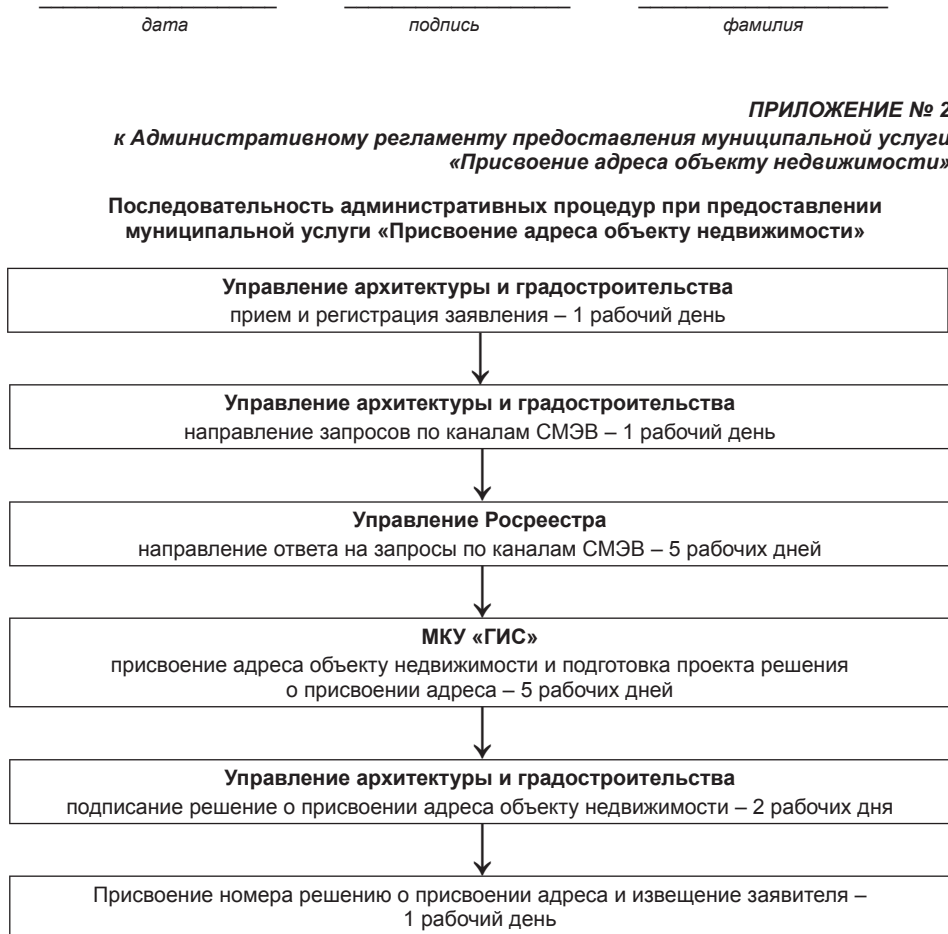 дата подпись фамилия
ПРИЛОЖЕНИЕ № 2
к Административному регламенту предоставления муниципальной услуги
«Присвоение адреса объекту недвижимости»
Последовательность административных процедур при предоставлении
муниципальной услуги «Присвоение адреса объекту недвижимости»
Управление архитектуры и градостроительства
прием и регистрация заявления – 1 рабочий день
Управление архитектуры и градостроительства
направление запросов по каналам СМЭВ – 1 рабочий день
Управление Росреестра
направление ответа на запросы по каналам СМЭВ – 5 рабочих дней
МКУ «ГИС»
присвоение адреса объекту недвижимости и подготовка проекта решения
о присвоении адреса – 5 рабочих дней
Управление архитектуры и градостроительства
подписание решение о присвоении адреса объекту недвижимости – 2 рабочих дня
Присвоение номера решению о присвоении адреса и извещение заявителя –
1 рабочий день